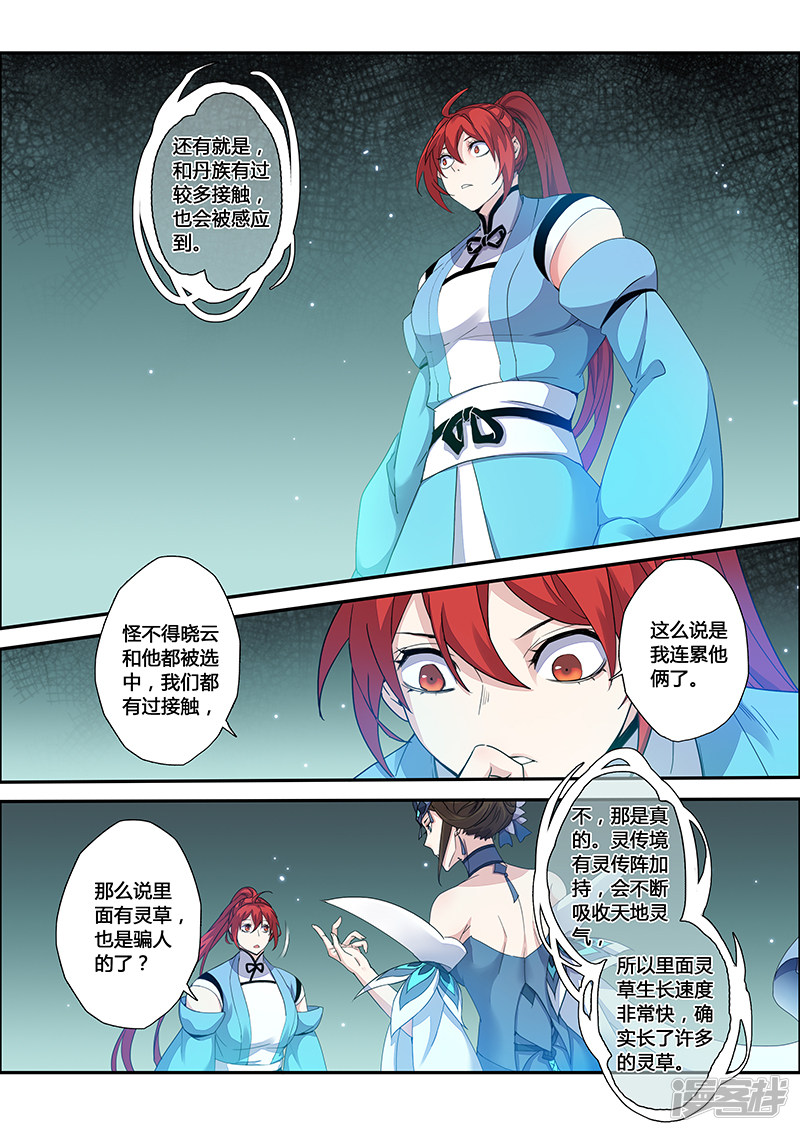 还有就是，
和丹族有过
较多接触，
也会被感应
到。
怪不得晓云
和他都被选
中，我们都
有过接触，
这么说是
我连累他
俩了。
那么说里
面有灵草，
也是骗人
的了？
不，那是真
的。灵传境
有灵传阵加
持，会不断
吸收天地灵
气，
所以里面灵
草生长速度
非常快，确
实长了许多
的灵草。
漫客栈